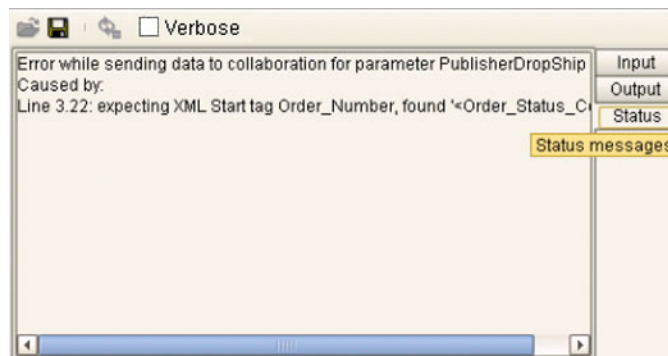 Verbose
Error while sending data to collaboration for parameter PublisherDropShip
Caused by:
Line 3.22: expecting XML Start tag Order_Number, found '<Order_Status_C
Input
Output
Status
Status messages